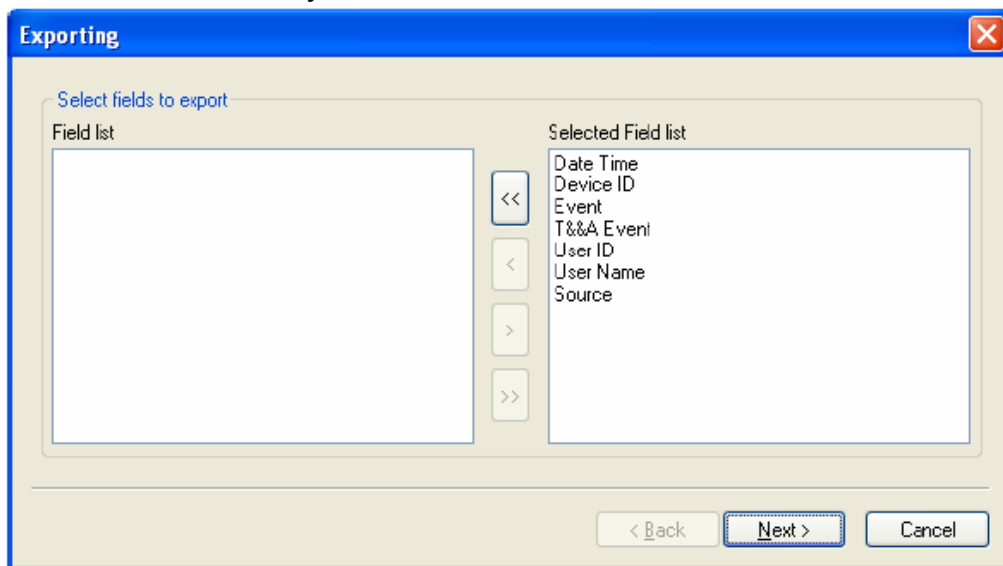 Exporting
Select fields to export
Field list
Selected Field list
Date Time
Device ID
Event
T&&A Event
User ID
User Name
Source
<<
<
>
>>
< Back
Next >
Cancel